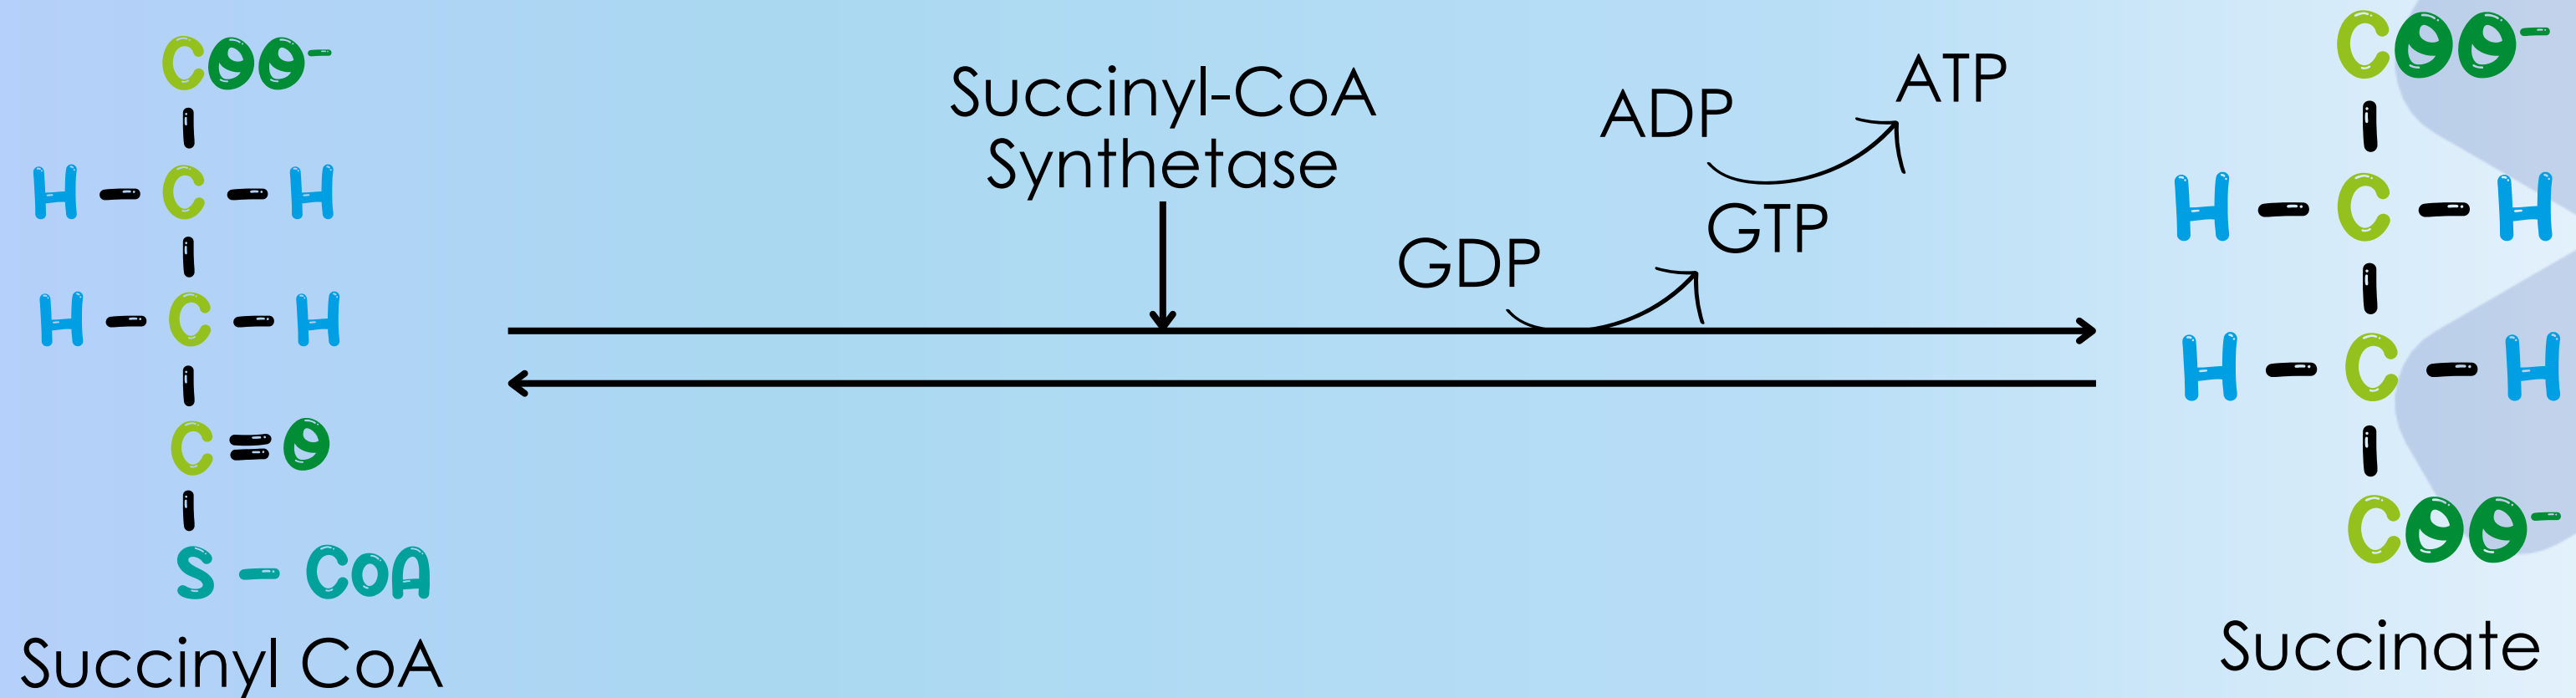 COO-
H - C - H
H - C - H
C = O
S - CoA
Succinyl CoA
Succinyl-CoA
Synthetase
GDP
GTP
ADP
ATP
COO-
H - C - H
H - C - H
COO-
Succinate